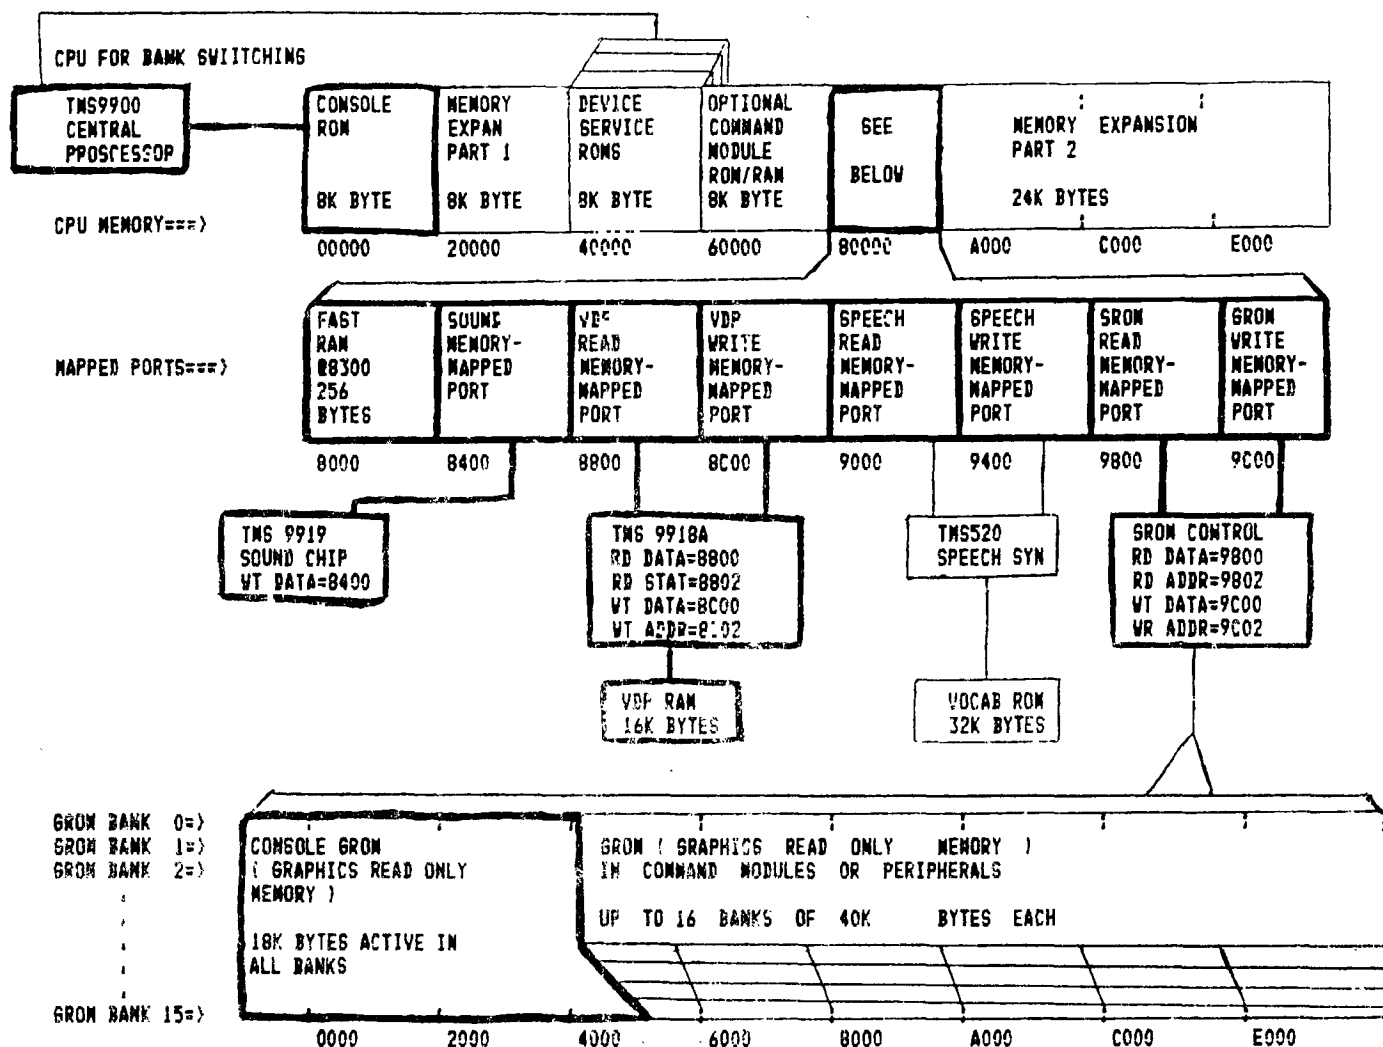 CPU FOR BANK SWIITCHING
TMS9900
CENTRAL
PROSCESSOR
CONSOLE
ROM
8K BYTE
MEMORY
EXPAN
PART 1
8K BYTE
DEVICE
SERVICE
ROMS
8K BYTE
OPTIONAL
COMMAND
MODULE
ROM/RAM
8K BYTE
SEE
BELOW
MEMORY EXPANSION
PART 2
24K BYTES
CPU MEMORY===>
00000 20000 40000 60000 80000 A000 C000 E000
MAPPED PORTS===>
FAST
RAM
@8300
256
BYTES
SOUND
MEMORY-
MAPPED
PORT
VDP
READ
MEMORY-
MAPPED
PORT
VDP
WRITE
MEMORY-
MAPPED
PORT
SPEECH
READ
MEMORY-
MAPPED
PORT
SPEECH
WRITE
MEMORY-
MAPPED
PORT
GROM
READ
MEMORY-
MAPPED
PORT
GROM
WRITE
MEMORY-
MAPPED
PORT
8000 8400 8800 8C00 9000 9400 9800 9C00
TMS 9919
SOUND CHIP
WT DATA=8400
TMS 9918A
RD DATA=8800
RD STAT=8802
WT DATA=8C00
WT ADDR=8C02
TMS520
SPEECH SYN
GROM CONTROL
RD DATA=9800
RD ADDR=9802
WT DATA=9C00
WR ADDR=9C02
VDP RAM
16K BYTES
VOCAB ROM
32K BYTES
GROM BANK 0=>
GROM BANK 1=>
GROM BANK 2=>
GROM BANK 15=>
CONSOLE GROM
( GRAPHICS READ ONLY
MEMORY )
18K BYTES ACTIVE IN
ALL BANKS
GROM ( GRAPHICS READ ONLY MEMORY )
IN COMMAND MODULES OR PERIPHERALS
UP TO 16 BANKS OF 40K BYTES EACH
0000 2000 4000 6000 8000 A000 C000 E000